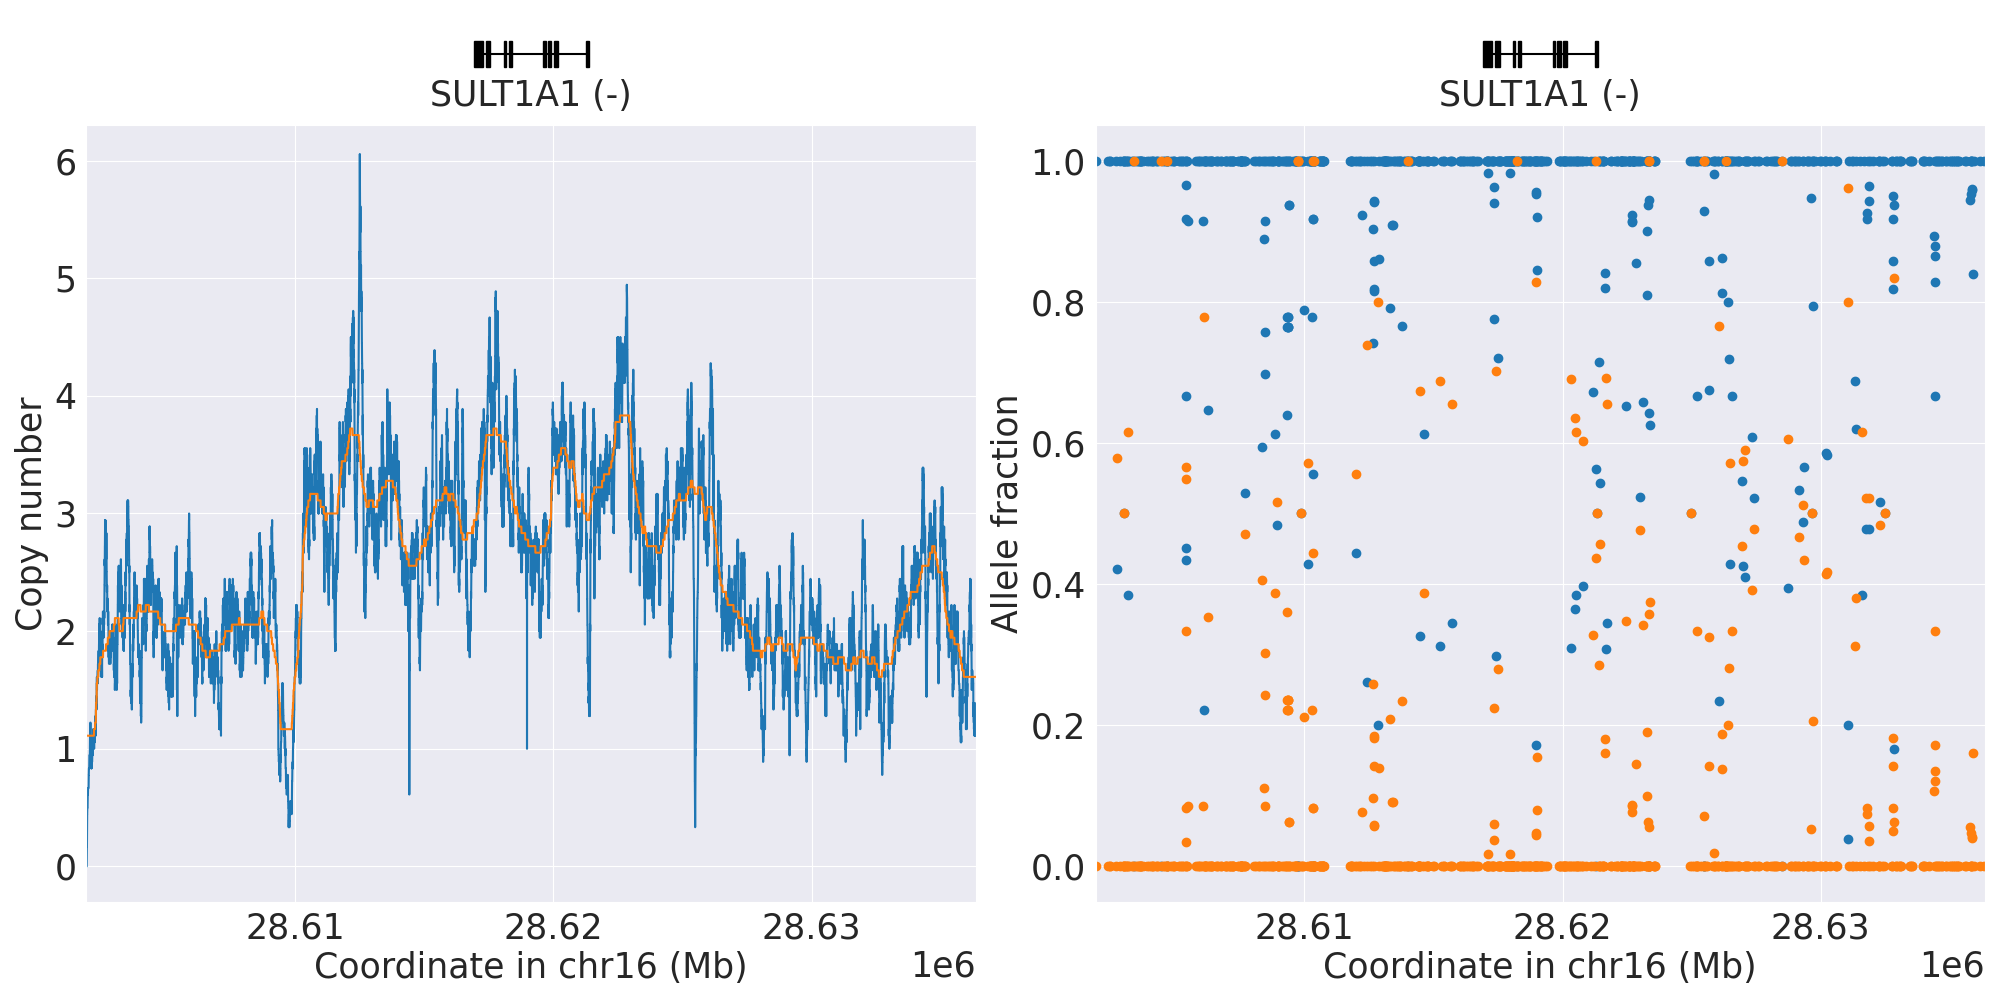 SULT1A1 (-)
Copy number
6
5
4
3
2
1
0
28.61
28.62
28.63
Coordinate in chr16 (Mb)
1e6
SULT1A1 (-)
Allele fraction
1.0
0.8
0.6
0.4
0.2
0.0
28.61
28.62
28.63
Coordinate in chr16 (Mb)
1e6